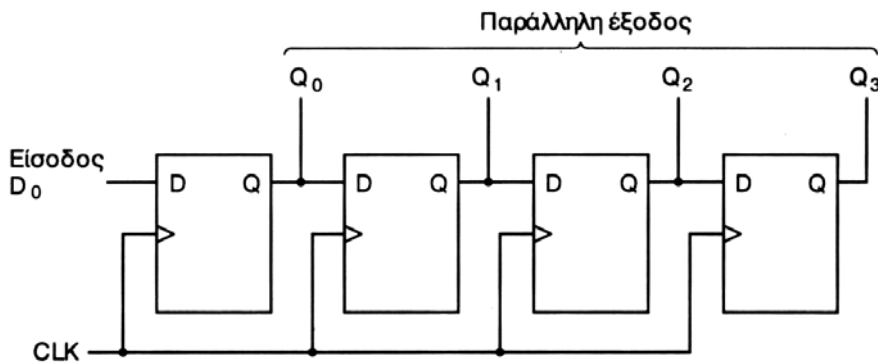 Παράλληλη έξοδος
Q0 Q1 Q2 Q3
Είσοδος
D0
D Q D Q D Q D Q
CLK